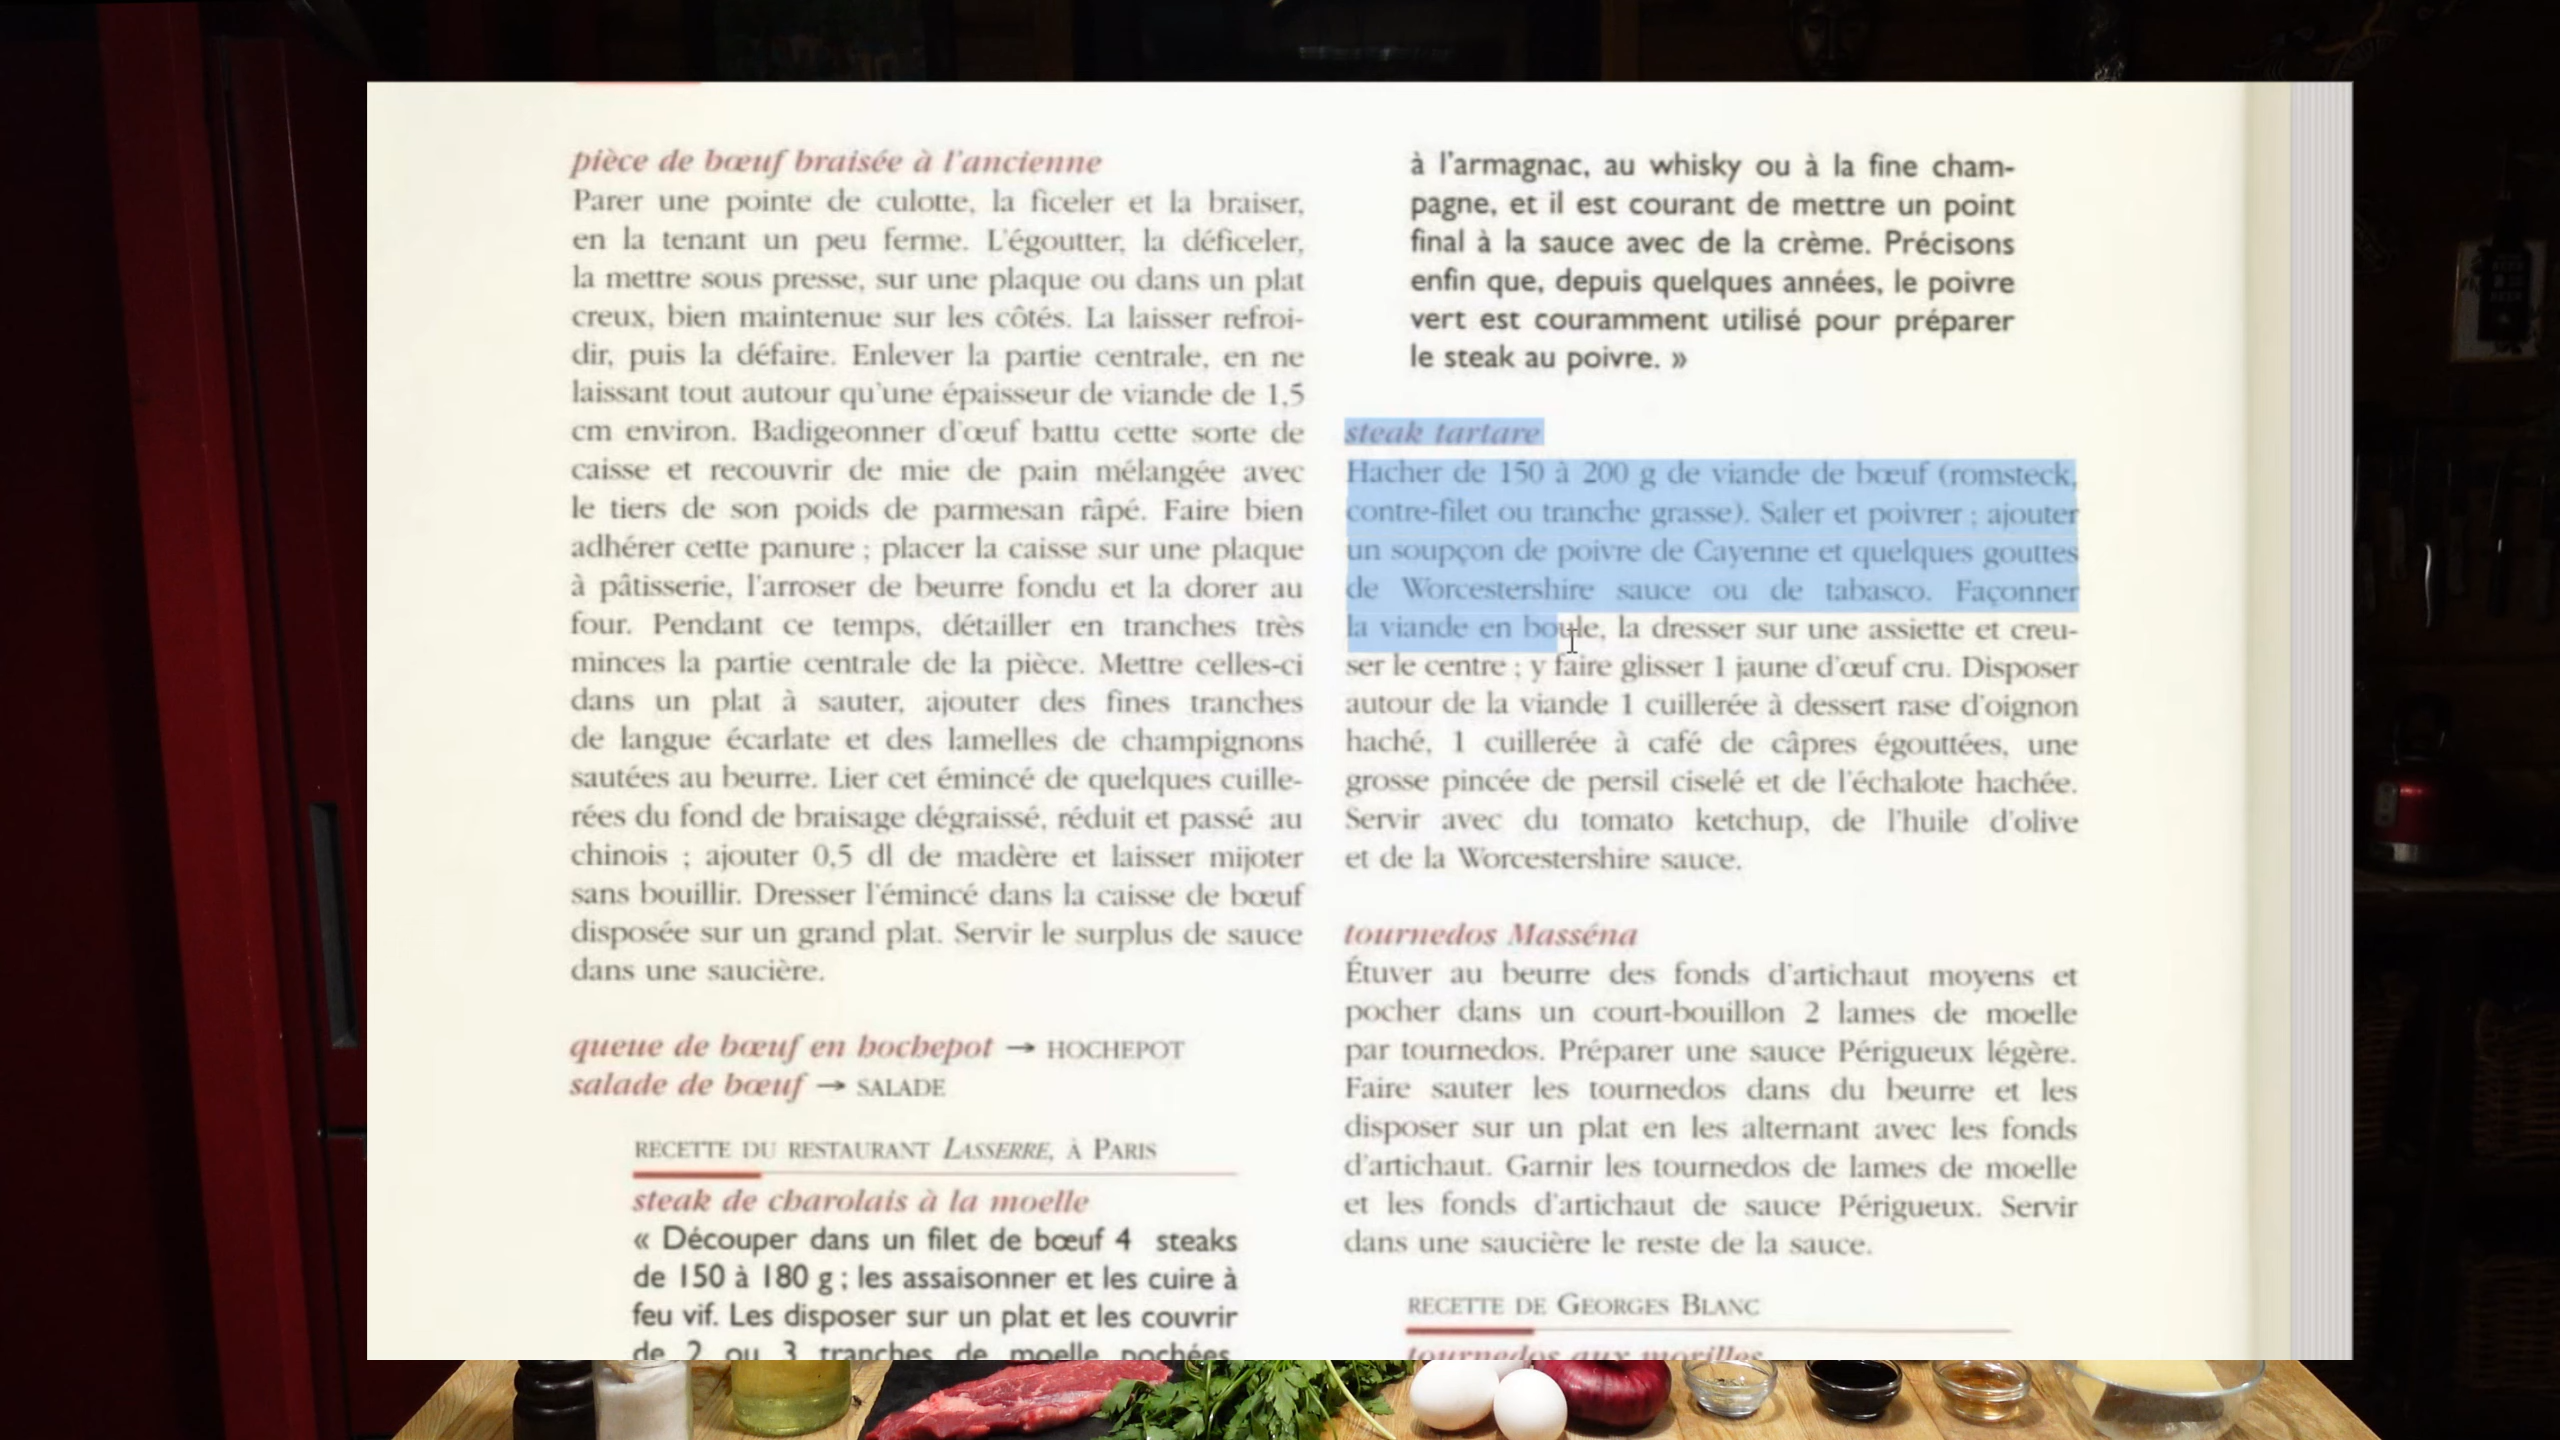 pièce de bœuf braisée à l'ancienne
Parer une pointe de culotte, la ficeler et la braiser,
en la tenant un peu ferme. L'égoutter, la déficeler,
la mettre sous presse, sur une plaque ou dans un plat
creux, bien maintenue sur les côtés. La laisser refroi-
dir, puis la défaire. Enlever la partie centrale, en ne
laissant tout autour qu'une épaisseur de viande de 1,5
cm environ. Badigeonner d'œuf battu cette sorte de
caisse et recouvrir de mie de pain mélangée avec
le tiers de son poids de parmesan râpé. Faire bien
adhérer cette panure ; placer la caisse sur une plaque
à pâtisserie, l'arroser de beurre fondu et la dorer au
four. Pendant ce temps, détailler en tranches très
minces la partie centrale de la pièce. Mettre celles-ci
dans un plat à sauter, ajouter des fines tranches
de langue écarlate et des lamelles de champignons
sautées au beurre. Lier cet émincé de quelques cuille-
rées du fond de braisage dégraissé, réduit et passé au
chinois ; ajouter 0,5 dl de madère et laisser mijoter
sans bouillir. Dresser l'émincé dans la caisse de bœuf
disposée sur un grand plat. Servir le surplus de sauce
dans une saucière.
queue de bœuf en hochepot → HOCHEPOT
salade de bœuf → SALADE
RECETTE DU RESTAURANT LASSERRE, À PARIS
steak de charolais à la moelle
« Découper dans un filet de bœuf 4 steaks
de 150 à 180 g ; les assaisonner et les cuire à
feu vif. Les disposer sur un plat et les couvrir
de 2 ou 3 tranches de moelle pochées,
à l'armagnac, au whisky ou à la fine cham-
pagne, et il est courant de mettre un point
final à la sauce avec de la crème. Précisons
enfin que, depuis quelques années, le poivre
vert est couramment utilisé pour préparer
le steak au poivre. »
steak tartare
Hacher de 150 à 200 g de viande de bœuf (romsteck,
contre-filet ou tranche grasse). Saler et poivrer ; ajouter
un soupçon de poivre de Cayenne et quelques gouttes
de Worcestershire sauce ou de tabasco. Façonner
la viande en boule, la dresser sur une assiette et creu-
ser le centre ; y faire glisser 1 jaune d'œuf cru. Disposer
autour de la viande 1 cuillerée à dessert rase d'oignon
haché, 1 cuillerée à café de câpres égouttées, une
grosse pincée de persil ciselé et de l'échalote hachée.
Servir avec du tomato ketchup, de l'huile d'olive
et de la Worcestershire sauce.
tournedos Masséna
Étuver au beurre des fonds d'artichaut moyens et
pocher dans un court-bouillon 2 lames de moelle
par tournedos. Préparer une sauce Périgueux légère.
Faire sauter les tournedos dans du beurre et les
disposer sur un plat en les alternant avec les fonds
d'artichaut. Garnir les tournedos de lames de moelle
et les fonds d'artichaut de sauce Périgueux. Servir
dans une saucière le reste de la sauce.
RECETTE DE GEORGES BLANC
tournedos aux morilles